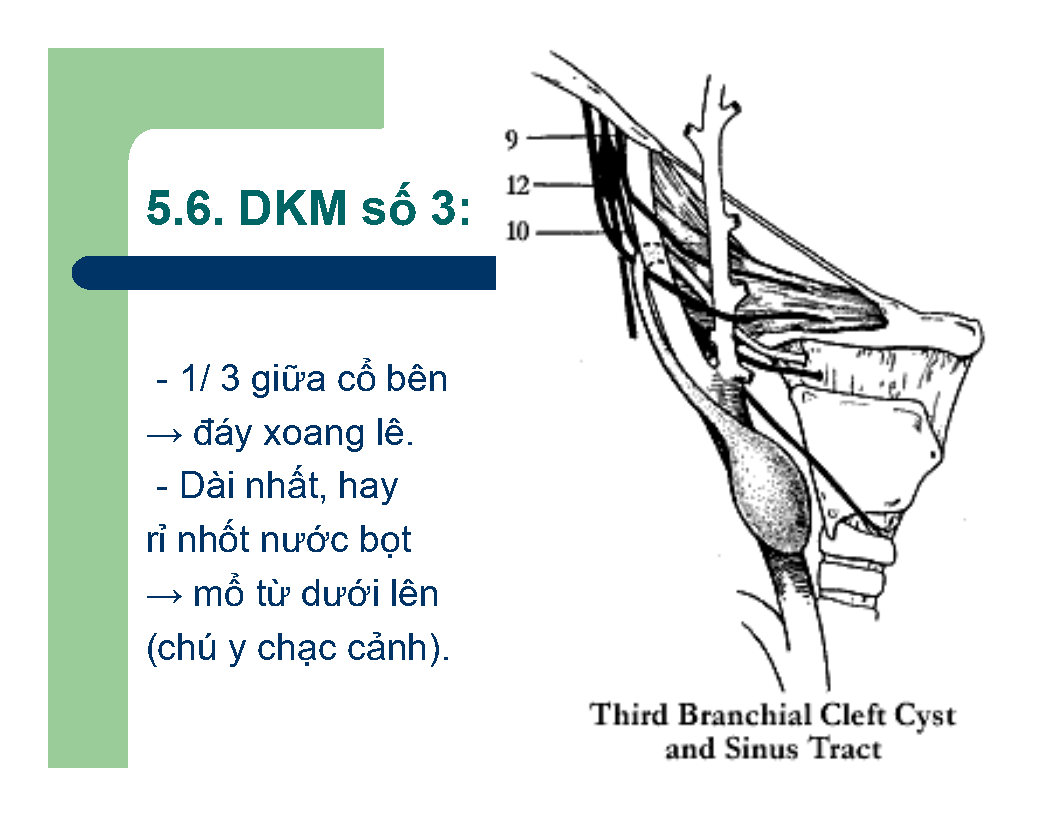 5.6. DKM số 3:
- 1/ 3 giữa cổ bên
→ đáy xoang lê.
- Dài nhất, hay
rỉ nhốt nước bọt
→ mổ từ dưới lên
(chú y chạc cảnh).
9
12
10
Third Branchial Cleft Cyst
and Sinus Tract